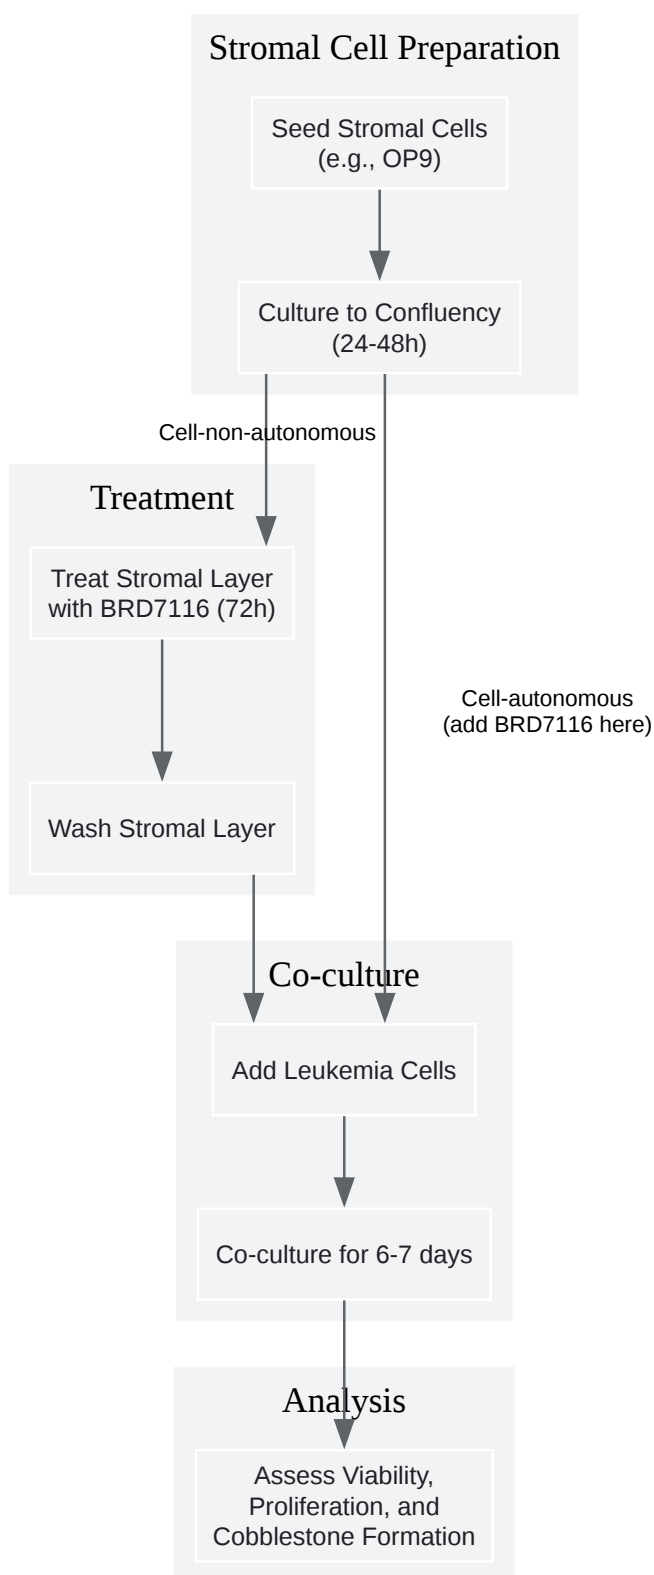 Stromal Cell Preparation
Seed Stromal Cells
(e.g., OP9)
Culture to Confluency
(24-48h)
Cell-non-autonomous
Treatment
Treat Stromal Layer
with BRD7116 (72h)
Cell-autonomous
(add BRD7116 here)
Wash Stromal Layer
Co-culture
Add Leukemia Cells
Co-culture for 6-7 days
Analysis
Assess Viability,
Proliferation, and
Cobblestone Formation